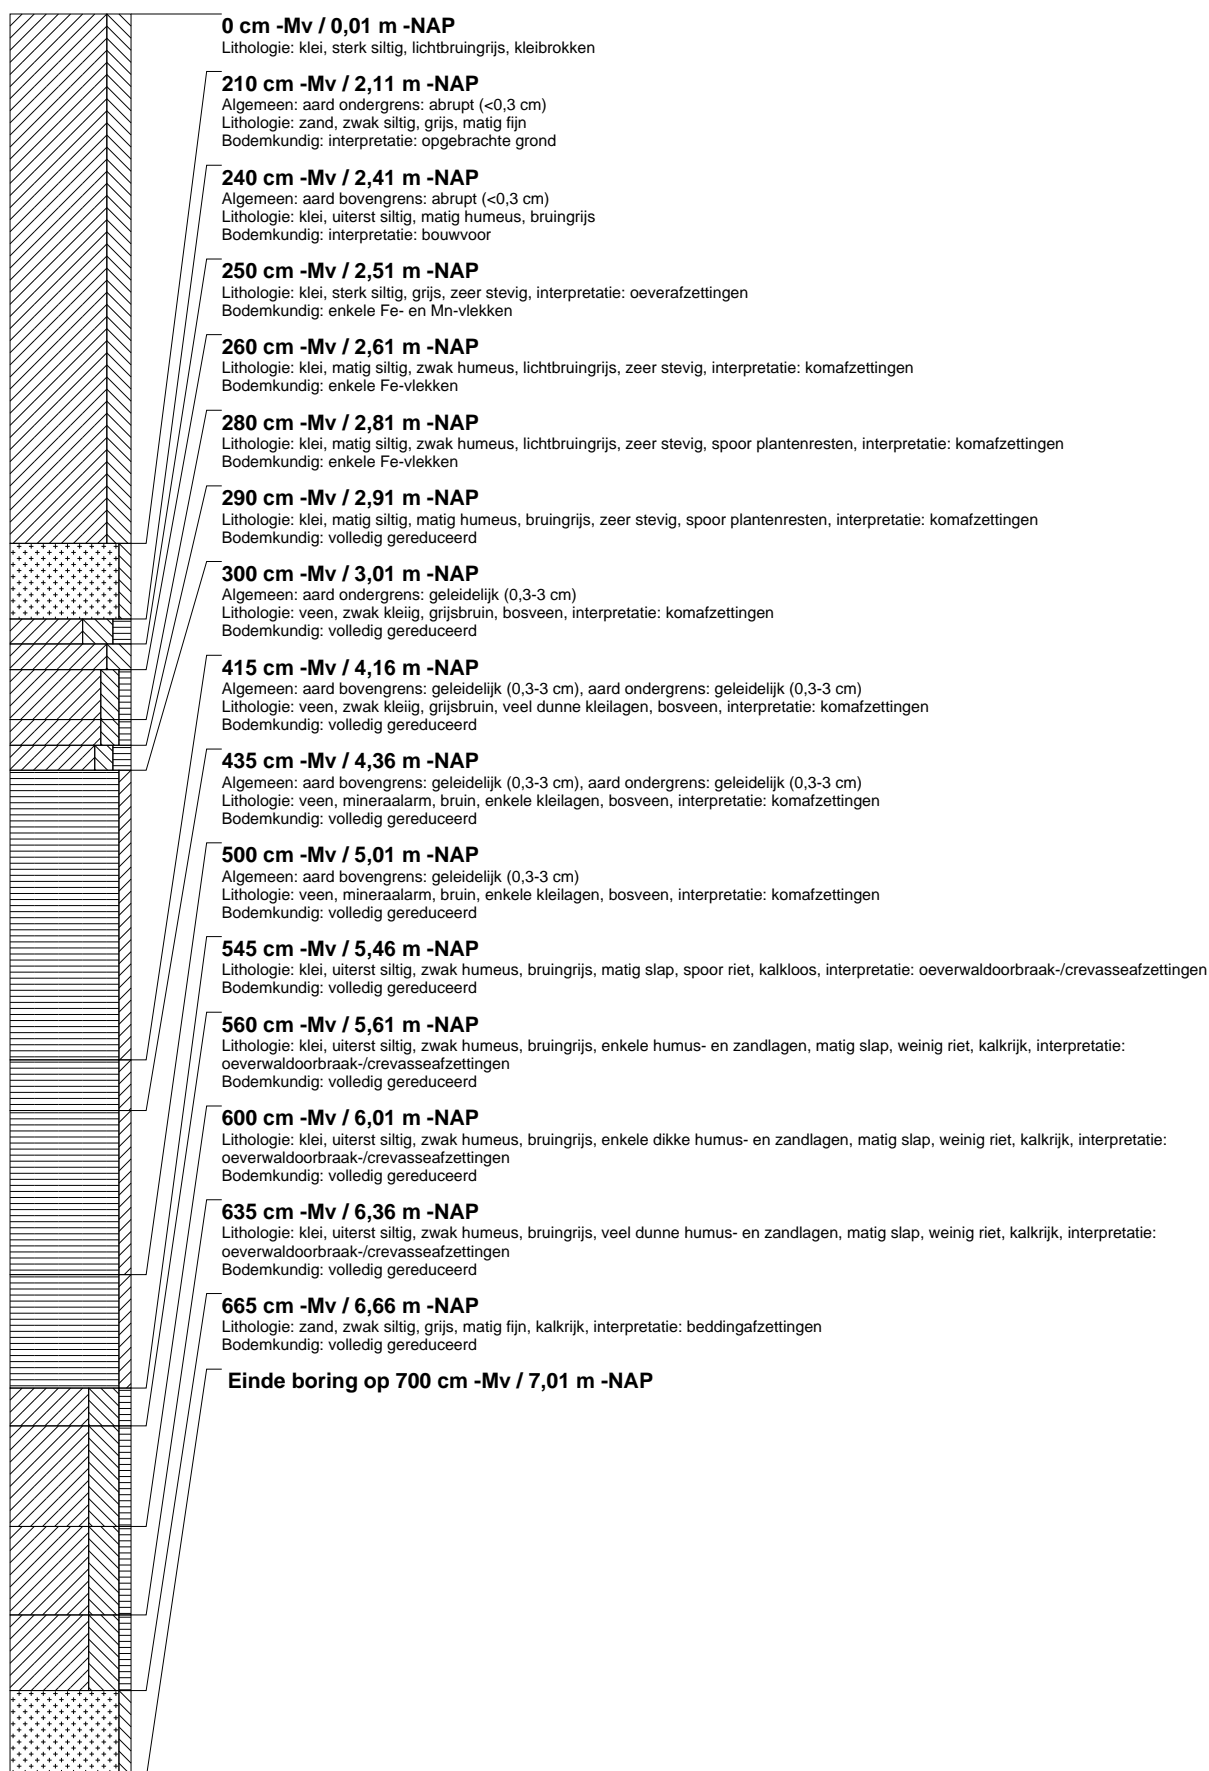 0 cm -Mv / 0,01 m -NAP
Lithologie: klei, sterk siltig, lichtbruingrijs, kleibrokken
210 cm -Mv / 2,11 m -NAP
Algemeen: aard ondergrens: abrupt (<0,3 cm)
Lithologie: zand, zwak siltig, grijs, matig fijn
Bodemkundig: interpretatie: opgebrachte grond
240 cm -Mv / 2,41 m -NAP
Algemeen: aard bovengrens: abrupt (<0,3 cm)
Lithologie: klei, uiterst siltig, matig humeus, bruingrijs
Bodemkundig: interpretatie: bouwvoor
250 cm -Mv / 2,51 m -NAP
Lithologie: klei, sterk siltig, grijs, zeer stevig, interpretatie: oeverafzettingen
Bodemkundig: enkele Fe- en Mn-vlekken
260 cm -Mv / 2,61 m -NAP
Lithologie: klei, matig siltig, zwak humeus, lichtbruingrijs, zeer stevig, interpretatie: komafzettingen
Bodemkundig: enkele Fe-vlekken
280 cm -Mv / 2,81 m -NAP
Lithologie: klei, matig siltig, zwak humeus, lichtbruingrijs, zeer stevig, spoor plantenresten, interpretatie: komafzettingen
Bodemkundig: enkele Fe-vlekken
290 cm -Mv / 2,91 m -NAP
Lithologie: klei, matig siltig, matig humeus, bruingrijs, zeer stevig, spoor plantenresten, interpretatie: komafzettingen
Bodemkundig: volledig gereduceerd
300 cm -Mv / 3,01 m -NAP
Algemeen: aard ondergrens: geleidelijk (0,3-3 cm)
Lithologie: veen, zwak kleiig, grijsbruin, bosveen, interpretatie: komafzettingen
Bodemkundig: volledig gereduceerd
415 cm -Mv / 4,16 m -NAP
Algemeen: aard bovengrens: geleidelijk (0,3-3 cm), aard ondergrens: geleidelijk (0,3-3 cm)
Lithologie: veen, zwak kleiig, grijsbruin, veel dunne kleilagen, bosveen, interpretatie: komafzettingen
Bodemkundig: volledig gereduceerd
435 cm -Mv / 4,36 m -NAP
Algemeen: aard bovengrens: geleidelijk (0,3-3 cm), aard ondergrens: geleidelijk (0,3-3 cm)
Lithologie: veen, mineraalarm, bruin, enkele kleilagen, bosveen, interpretatie: komafzettingen
Bodemkundig: volledig gereduceerd
500 cm -Mv / 5,01 m -NAP
Algemeen: aard bovengrens: geleidelijk (0,3-3 cm)
Lithologie: veen, mineraalarm, bruin, enkele kleilagen, bosveen, interpretatie: komafzettingen
Bodemkundig: volledig gereduceerd
545 cm -Mv / 5,46 m -NAP
Lithologie: klei, uiterst siltig, zwak humeus, bruingrijs, matig slap, spoor riet, kalkloos, interpretatie: oeverwaldoorbraak-/crevasseafzettingen
Bodemkundig: volledig gereduceerd
560 cm -Mv / 5,61 m -NAP
Lithologie: klei, uiterst siltig, zwak humeus, bruingrijs, enkele humus- en zandlagen, matig slap, weinig riet, kalkrijk, interpretatie:
oeverwaldoorbraak-/crevasseafzettingen
Bodemkundig: volledig gereduceerd
600 cm -Mv / 6,01 m -NAP
Lithologie: klei, uiterst siltig, zwak humeus, bruingrijs, enkele dikke humus- en zandlagen, matig slap, weinig riet, kalkrijk, interpretatie:
oeverwaldoorbraak-/crevasseafzettingen
Bodemkundig: volledig gereduceerd
635 cm -Mv / 6,36 m -NAP
Lithologie: klei, uiterst siltig, zwak humeus, bruingrijs, veel dunne humus- en zandlagen, matig slap, weinig riet, kalkrijk, interpretatie:
oeverwaldoorbraak-/crevasseafzettingen
Bodemkundig: volledig gereduceerd
665 cm -Mv / 6,66 m -NAP
Lithologie: zand, zwak siltig, grijs, matig fijn, kalkrijk, interpretatie: beddingafzettingen
Bodemkundig: volledig gereduceerd
Einde boring op 700 cm -Mv / 7,01 m -NAP